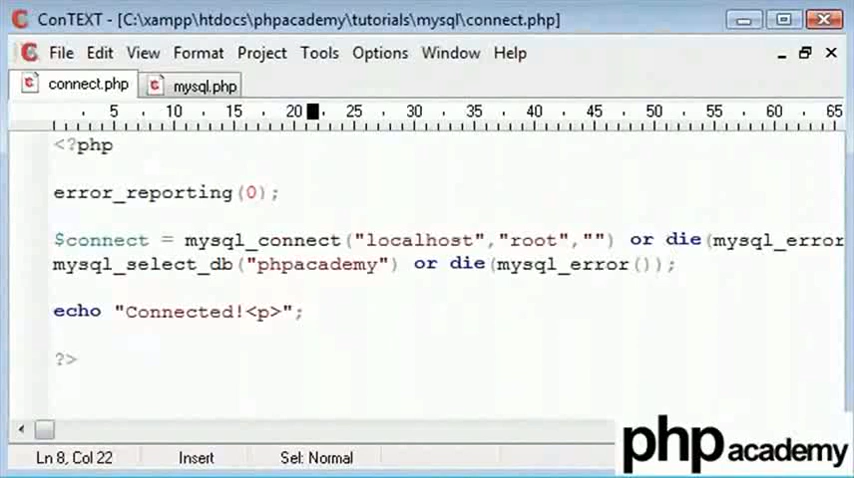 ConTEXT - [C:\xampp\htdocs\phpacademy\tutorials\mysql\connect.php]
File Edit View Format Project Tools Options Window Help
connect.php mysql.php
5 10 15 20 25 30 35 40 45 50 55 60 65
<?php
error_reporting(0);
$connect = mysql_connect("localhost","root","") or die(mysql_error
mysql_select_db("phpacademy") or die(mysql_error());
echo "Connected!<p>";
?>
php academy
Ln 8, Col 22 Insert Sel: Normal